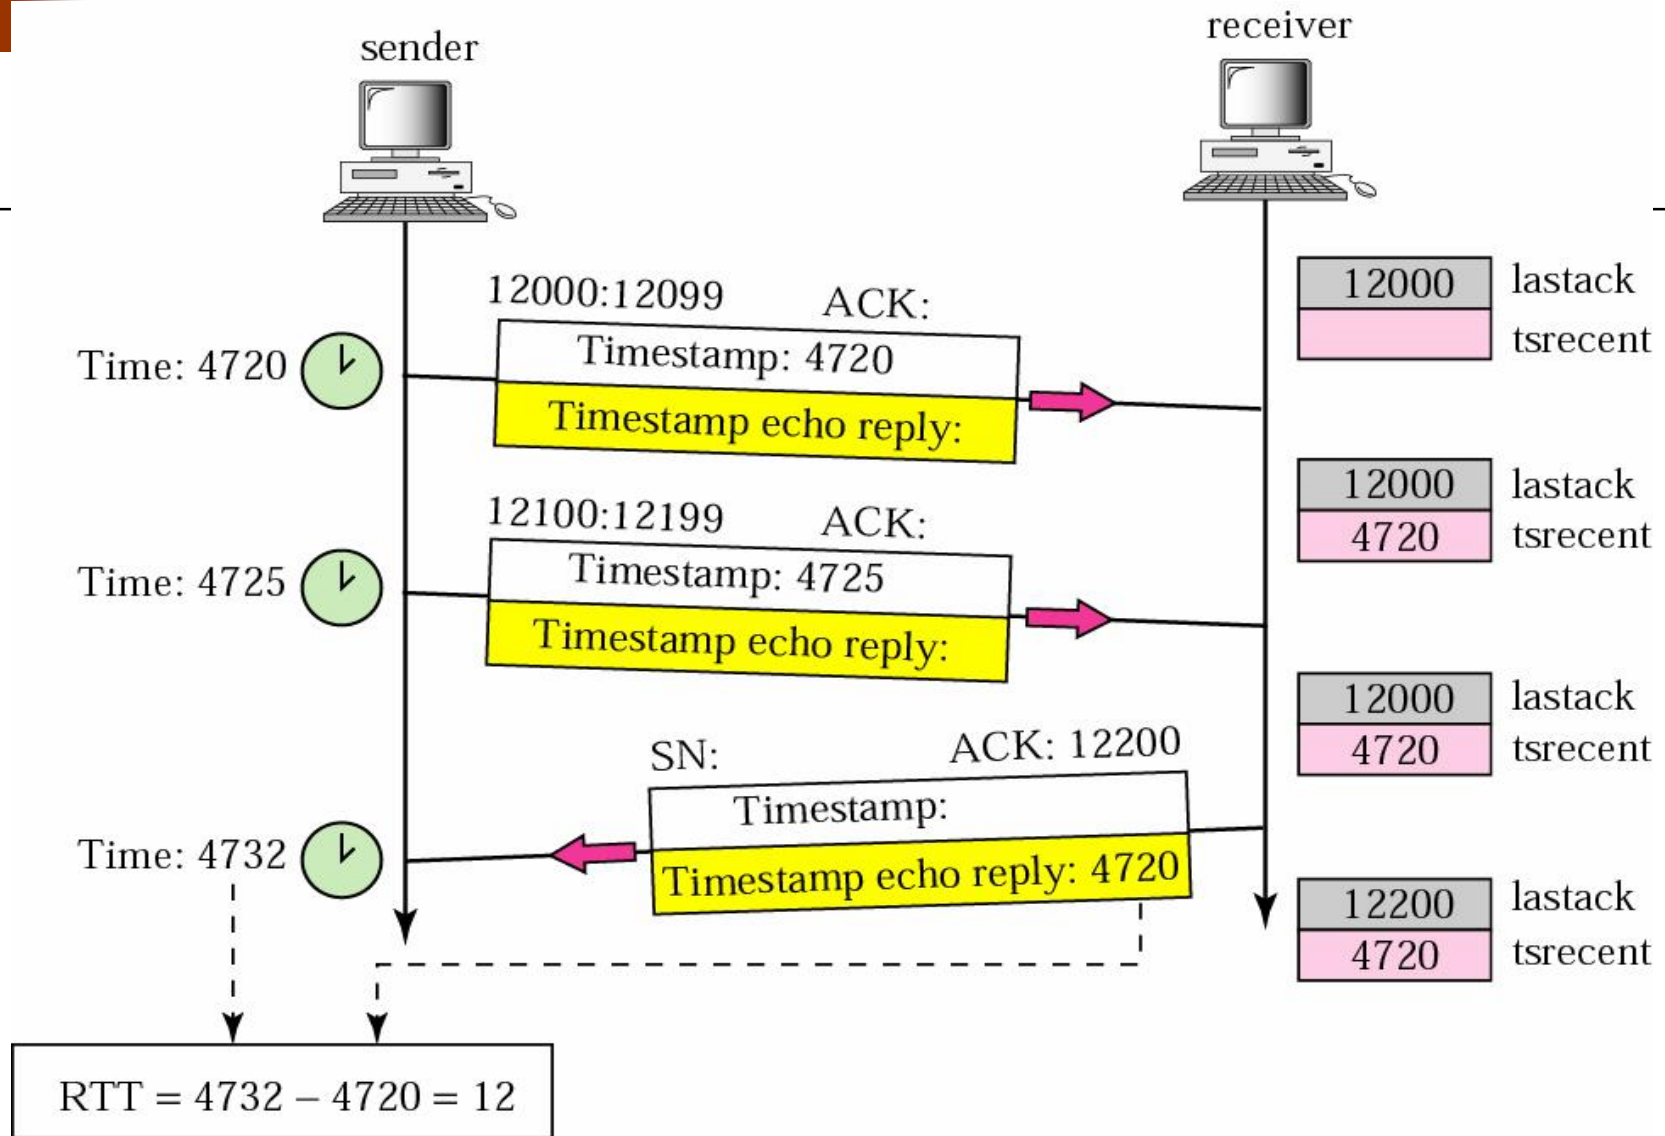 sender
receiver
12000:12099 ACK:
Time: 4720
Timestamp: 4720
Timestamp echo reply:
12000 lastack
tsrecent
12100:12199 ACK:
Time: 4725
Timestamp: 4725
Timestamp echo reply:
12000 lastack
4720 tsrecent
SN: ACK: 12200
Time: 4732
Timestamp:
Timestamp echo reply: 4720
12000 lastack
4720 tsrecent
12200 lastack
4720 tsrecent
RTT = 4732 – 4720 = 12